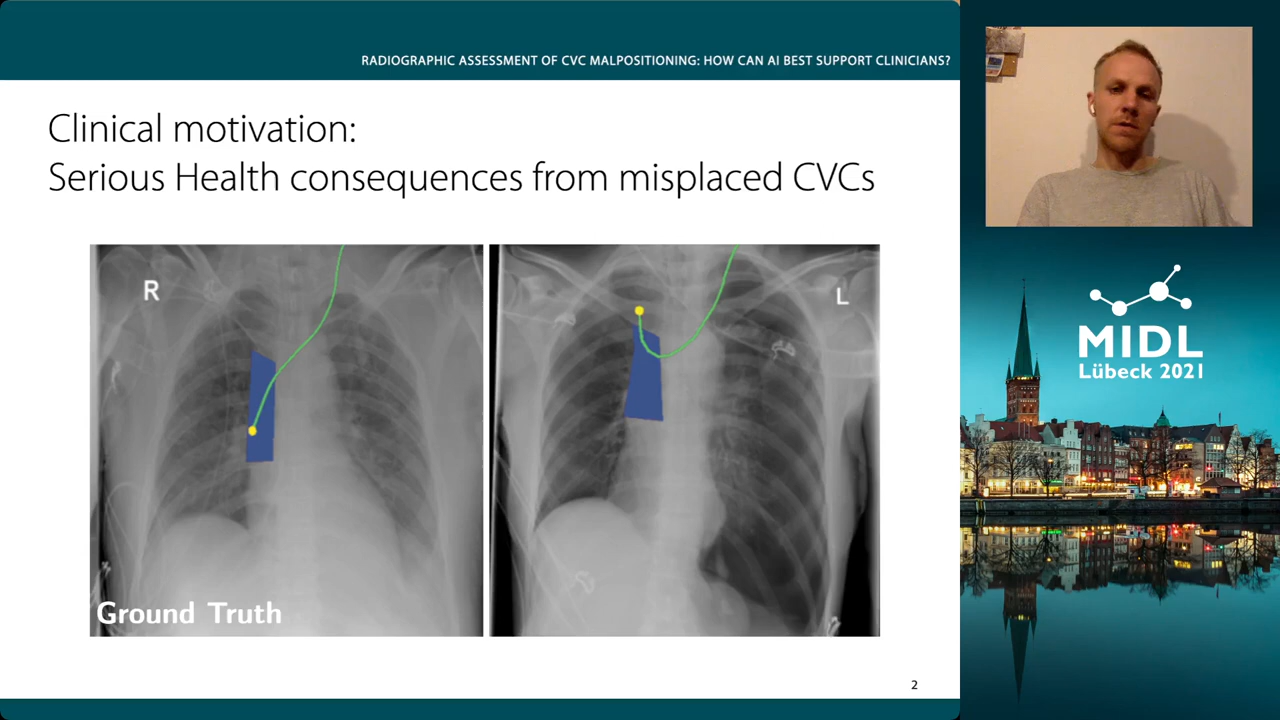 RADIOGRAPHIC ASSESSMENT OF CVC MALPOSITIONING: HOW CAN AI BEST SUPPORT CLINICIANS?
Clinical motivation:
Serious Health consequences from misplaced CVCs
R
L
Ground Truth
2
MIDL
Lübeck 2021